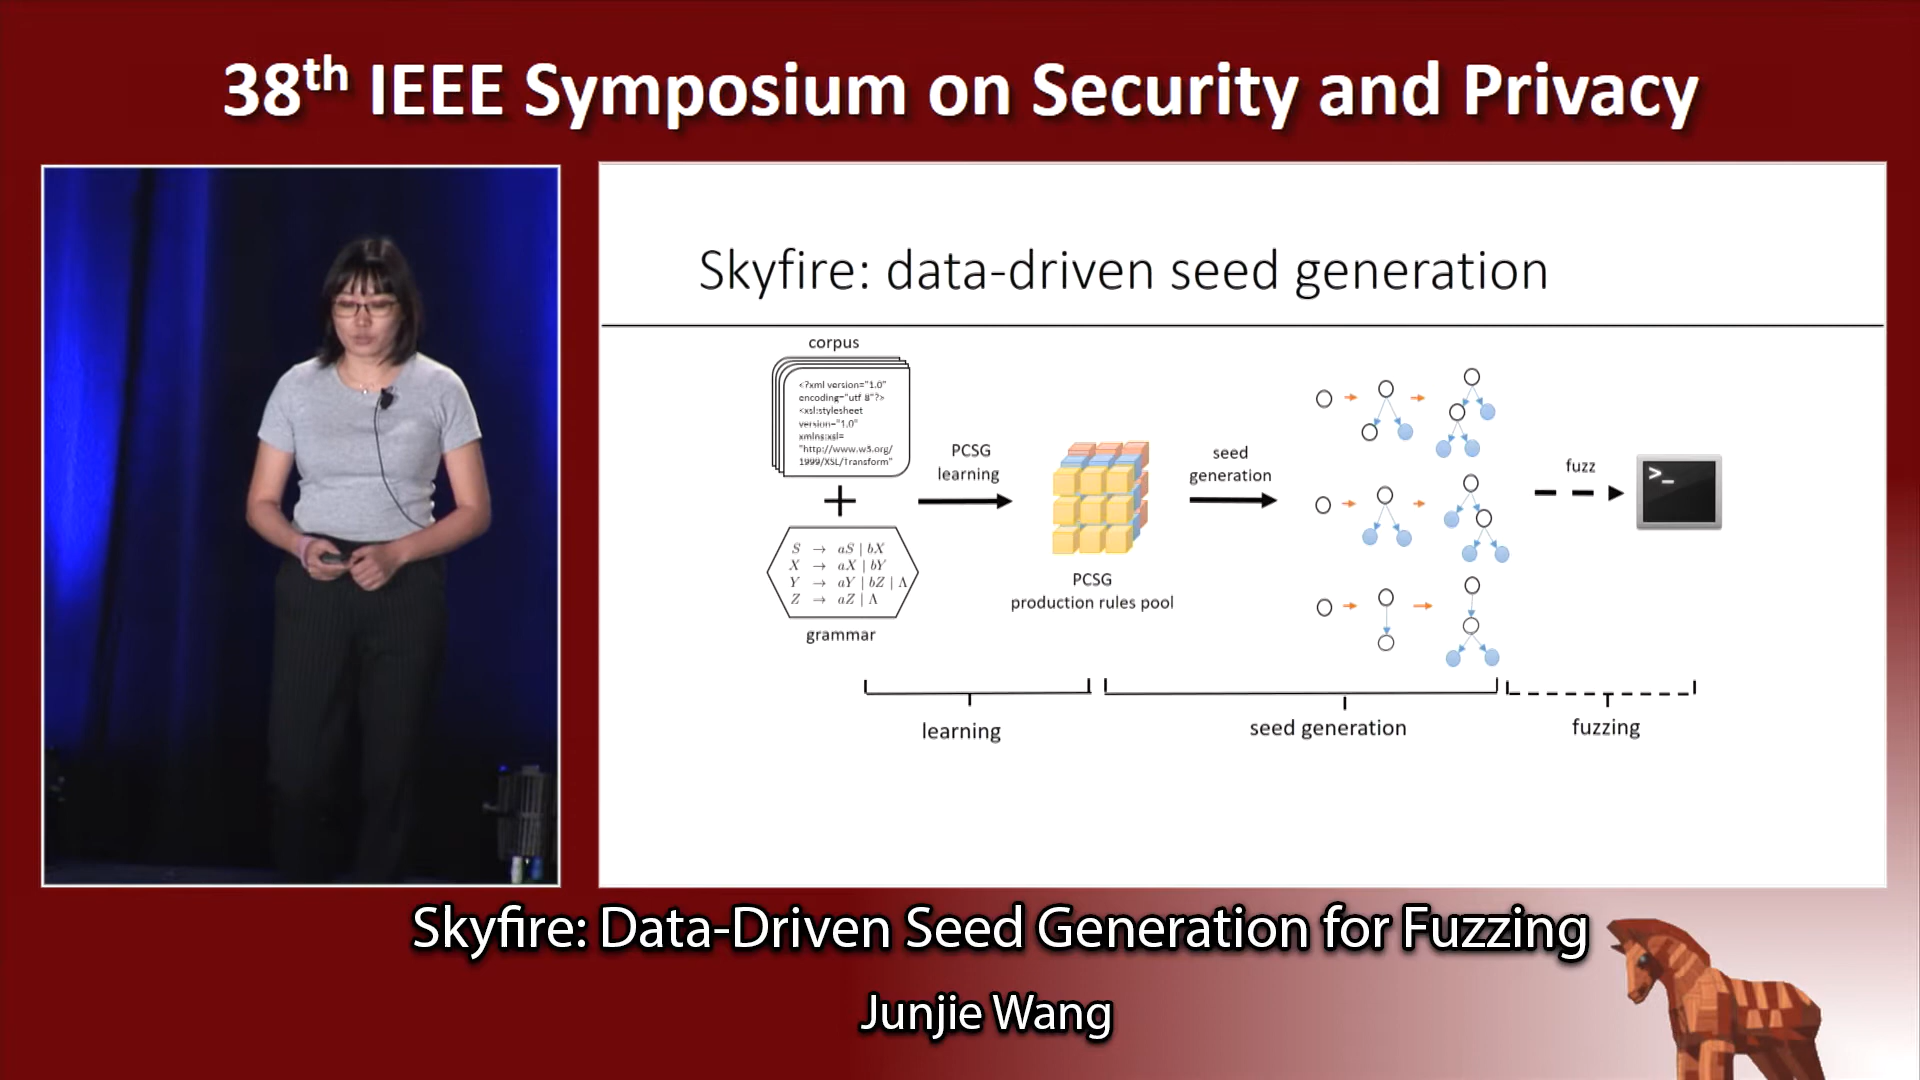 38th IEEE Symposium on Security and Privacy
Skyfire: data-driven seed generation
corpus
<?xml version="1.0"
encoding="utf 8"?>
<xsl:stylesheet
version="1.0"
xmlns:xsl=
"http://www.w3.org/
1999/XSL/Transform"
+
S → aS | bX
X → aX | bY
Y → aY | bZ | Λ
Z → aZ | Λ
grammar
PCSG
learning
PCSG
production rules pool
seed
generation
fuzz
>_
learning
seed generation
fuzzing
Skyfire: Data-Driven Seed Generation for Fuzzing
Junjie Wang